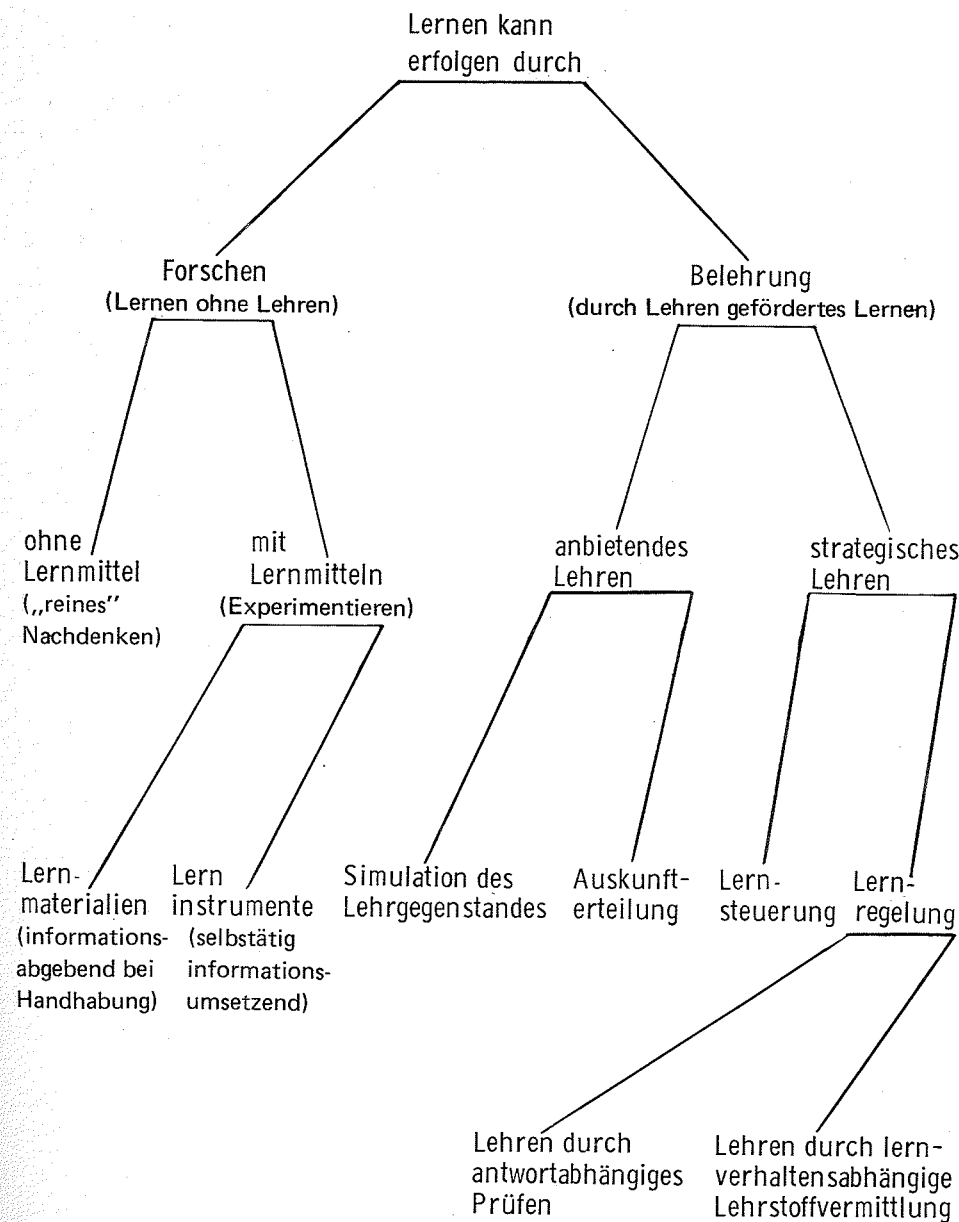 Lernen kann
erfolgen durch
Forschen
(Lernen ohne Lehren)
Belehrung
(durch Lehren gefördertes Lernen)
ohne
Lernmittel
(„reines”
Nachdenken)
mit
Lernmitteln
(Experimentieren)
anbietendes
Lehren
strategisches
Lehren
Lern-
materialien
(informations-
abgebend bei
Handhabung)
Lern
instrumente
(selbsttätig
informations-
umsetzend)
Simulation des
Lehrgegenstandes
Auskunft-
erteilung
Lern-
steuerung
Lern-
regelung
Lehren durch
antwortabhängiges
Prüfen
Lehren durch lern-
verhaltensabhängige
Lehrstoffvermittlung